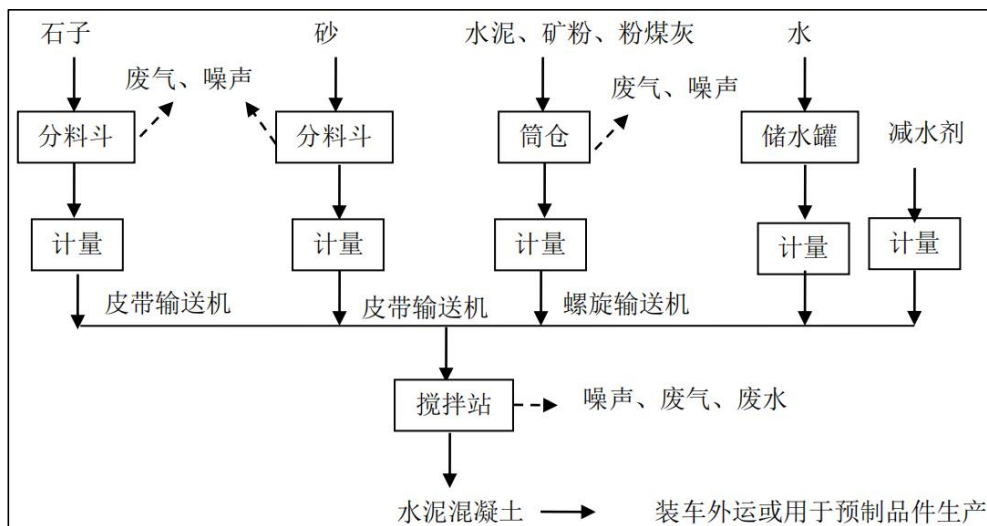 石子
砂
水泥、矿粉、粉煤灰
水
废气、噪声
废气、噪声
分料斗
分料斗
筒仓
储水罐
减水剂
计量
计量
计量
计量
计量
皮带输送机
皮带输送机
螺旋输送机
搅拌站
噪声、废气、废水
水泥混凝土
装车外运或用于预制品件生产